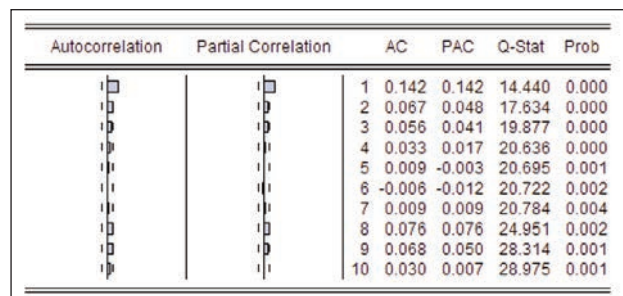 Autocorrelation Partial Correlation AC PAC Q-Stat Prob
1 0.142 0.142 14.440 0.000
2 0.067 0.048 17.634 0.000
3 0.056 0.041 19.877 0.000
4 0.033 0.017 20.636 0.000
5 0.009 -0.003 20.695 0.001
6 -0.006 -0.012 20.722 0.002
7 0.009 0.009 20.784 0.004
8 0.076 0.076 24.951 0.002
9 0.068 0.050 28.314 0.001
10 0.030 0.007 28.975 0.001